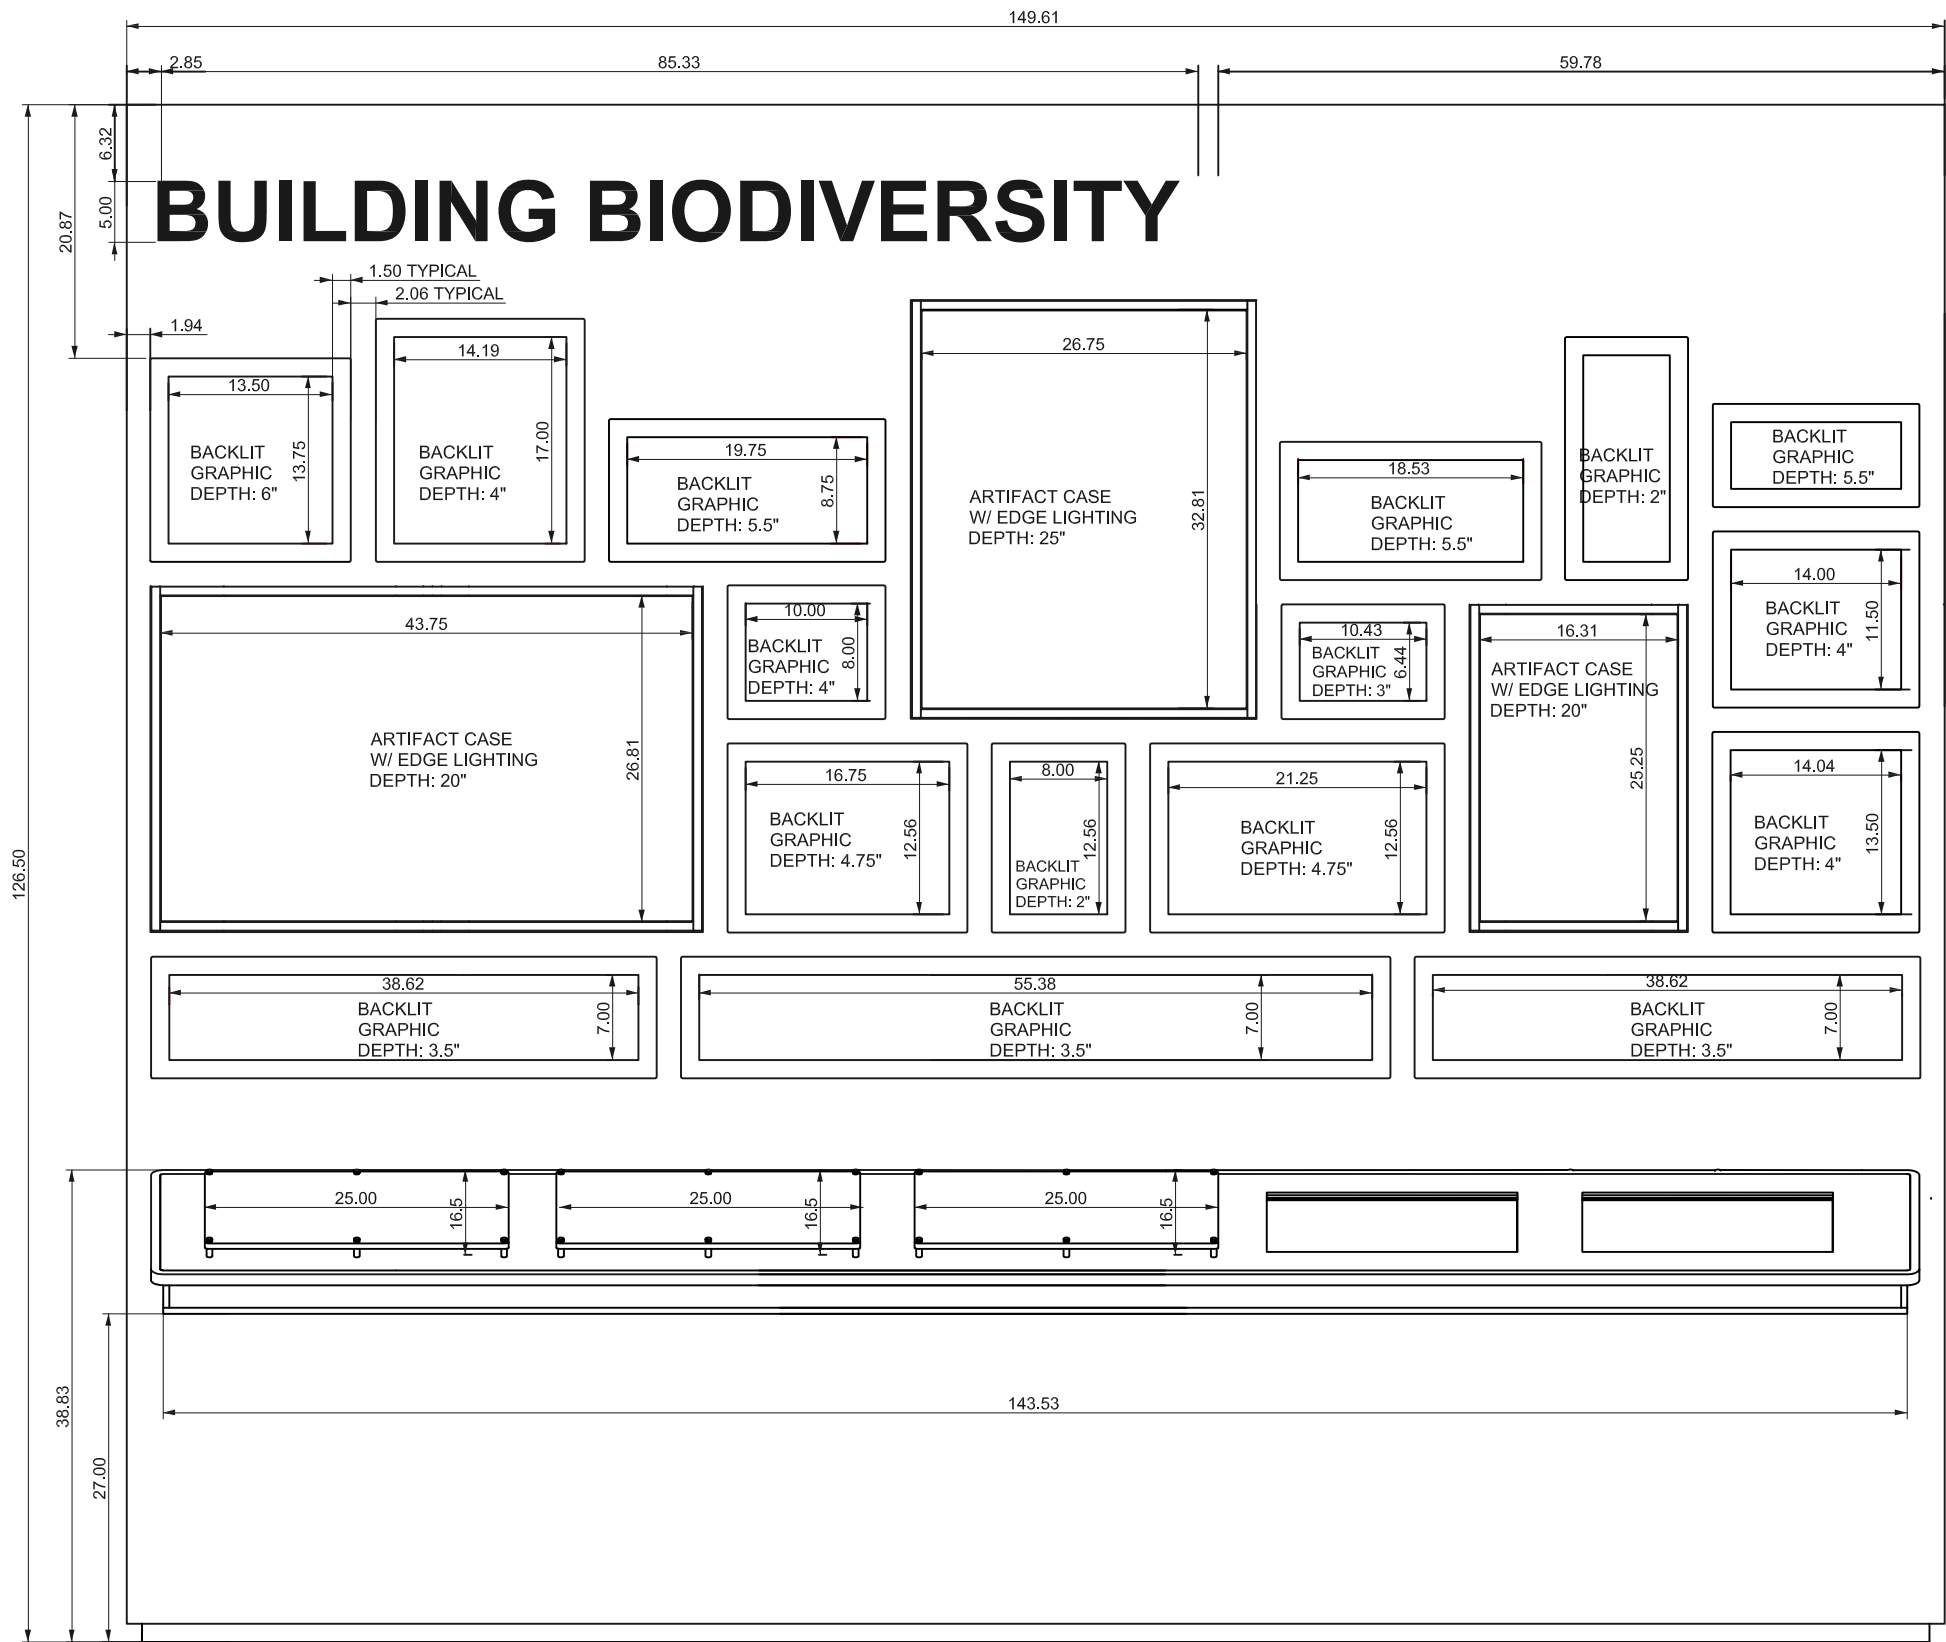 149.61
2.85
85.33
59.78
6.32
5.00
20.87
BUILDING BIODIVERSITY
1.50 TYPICAL
2.06 TYPICAL
1.94
13.50
13.75
BACKLIT
GRAPHIC
DEPTH: 6"
14.19
17.00
BACKLIT
GRAPHIC
DEPTH: 4"
19.75
8.75
BACKLIT
GRAPHIC
DEPTH: 5.5"
26.75
32.81
ARTIFACT CASE
W/ EDGE LIGHTING
DEPTH: 25"
18.53
BACKLIT
GRAPHIC
DEPTH: 5.5"
BACKLIT
GRAPHIC
DEPTH: 2"
BACKLIT
GRAPHIC
DEPTH: 5.5"
43.75
26.81
ARTIFACT CASE
W/ EDGE LIGHTING
DEPTH: 20"
10.00
8.00
BACKLIT
GRAPHIC
DEPTH: 4"
10.43
6.44
BACKLIT
GRAPHIC
DEPTH: 3"
16.31
25.25
ARTIFACT CASE
W/ EDGE LIGHTING
DEPTH: 20"
14.00
11.50
BACKLIT
GRAPHIC
DEPTH: 4"
16.75
12.56
BACKLIT
GRAPHIC
DEPTH: 4.75"
8.00
12.56
BACKLIT
GRAPHIC
DEPTH: 2"
21.25
12.56
BACKLIT
GRAPHIC
DEPTH: 4.75"
14.04
13.50
BACKLIT
GRAPHIC
DEPTH: 4"
126.50
38.62
7.00
BACKLIT
GRAPHIC
DEPTH: 3.5"
55.38
7.00
BACKLIT
GRAPHIC
DEPTH: 3.5"
38.62
7.00
BACKLIT
GRAPHIC
DEPTH: 3.5"
25.00
16.5
25.00
16.5
25.00
16.5
38.83
27.00
143.53